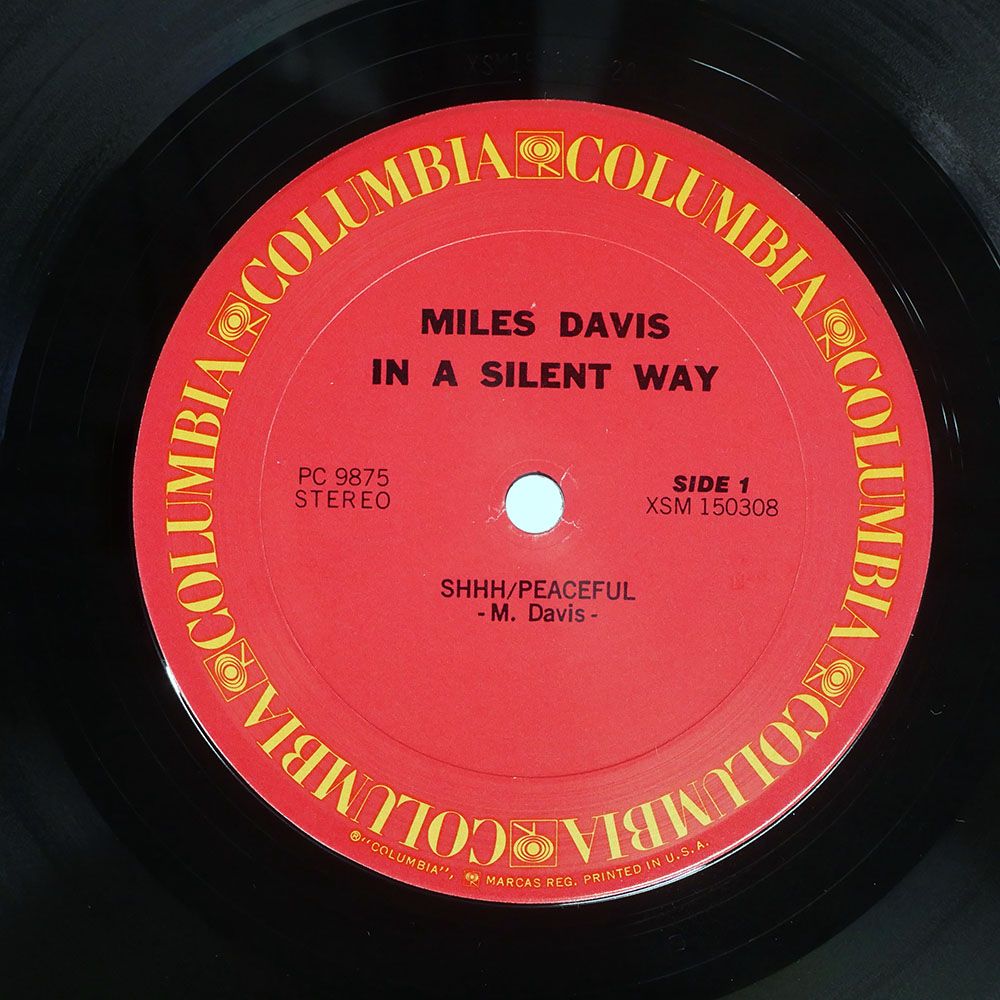 COLUMBIA COLUMBIA COLUMBIA COLUMBIA COLUMBIA COLUMBIA
MILES DAVIS
IN A SILENT WAY
PC 9875
STEREO
SIDE 1
XSM 150308
SHHH/PEACEFUL
- M. Davis -
®"COLUMBIA", MARCAS REG. PRINTED IN U.S.A.